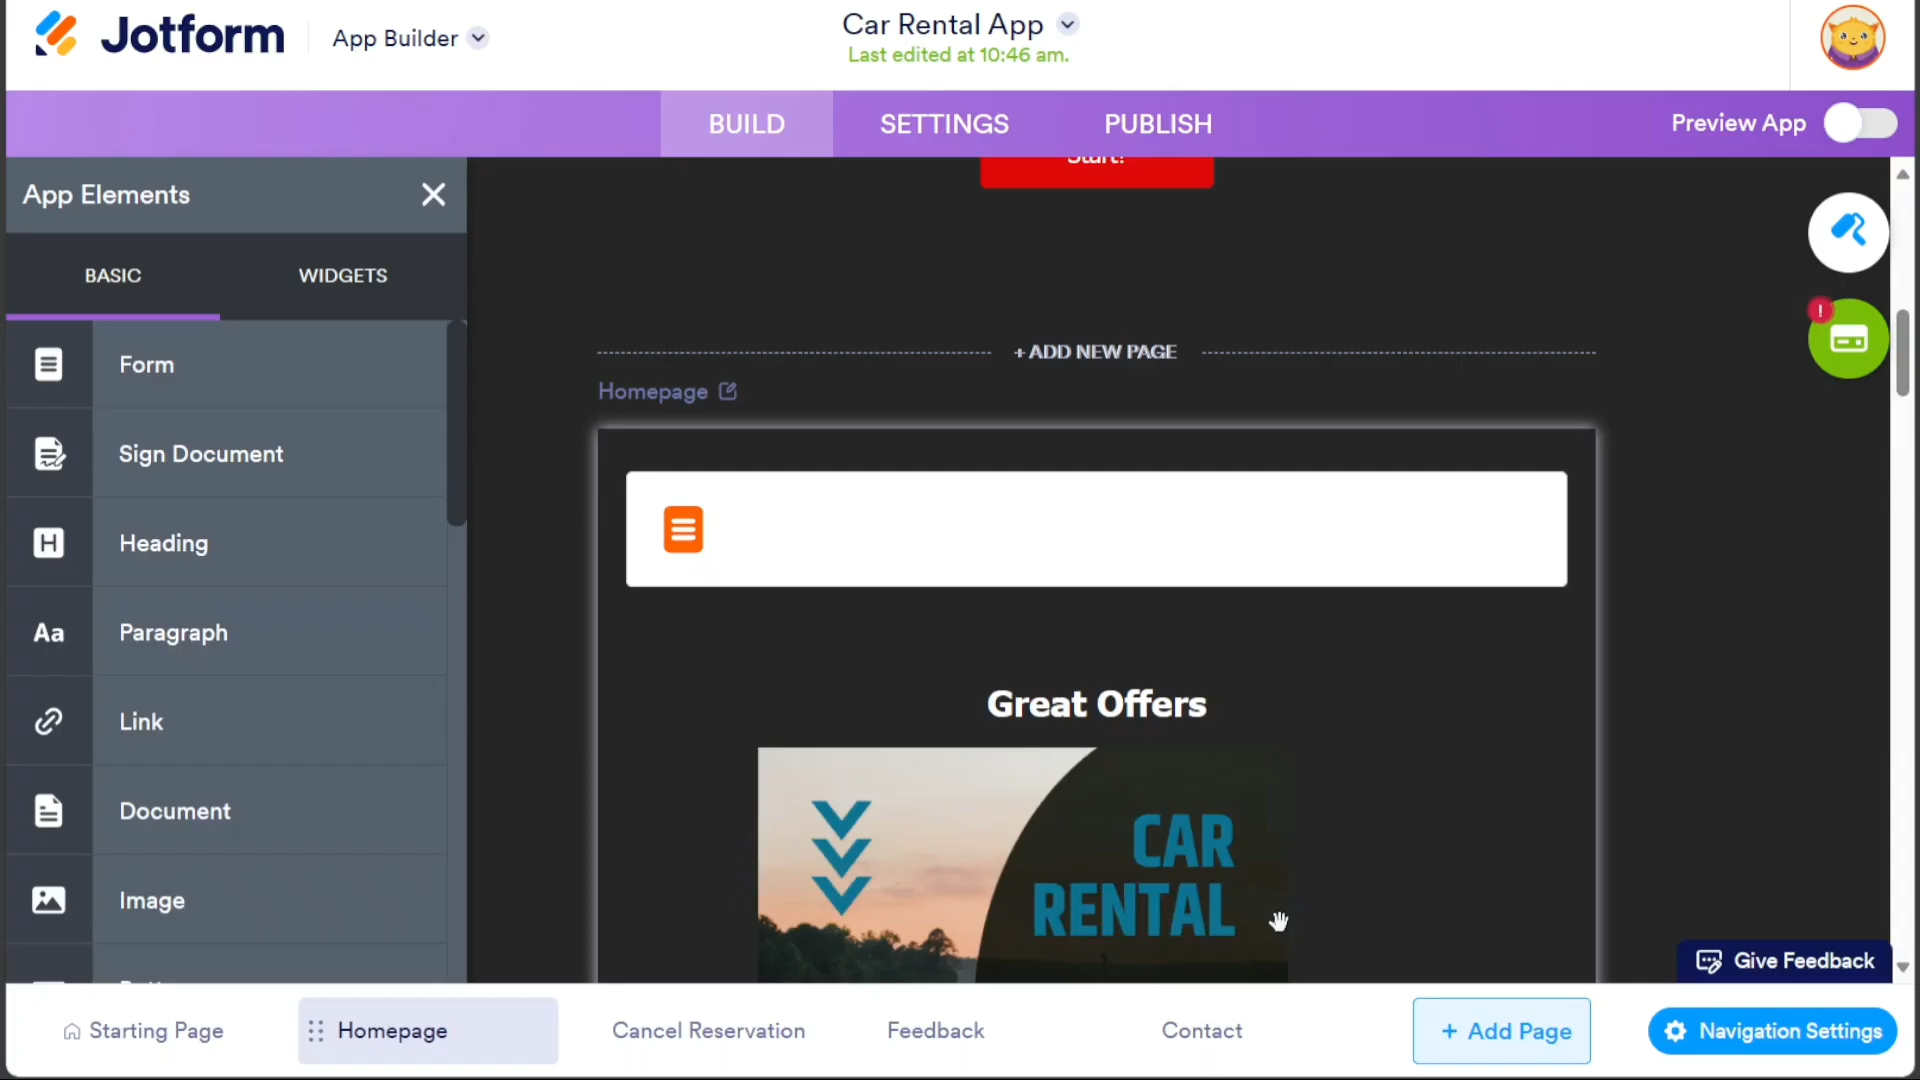 Jotform
App Builder
Car Rental App
Last edited at 10:46 am.
BUILD
SETTINGS
PUBLISH
Preview App
App Elements
BASIC
WIDGETS
Form
Sign Document
H
Heading
Aa
Paragraph
Link
Document
Image
Start!
+ ADD NEW PAGE
Homepage
Great Offers
CAR
RENTAL
!
Give Feedback
Starting Page
Homepage
Cancel Reservation
Feedback
Contact
+ Add Page
Navigation Settings